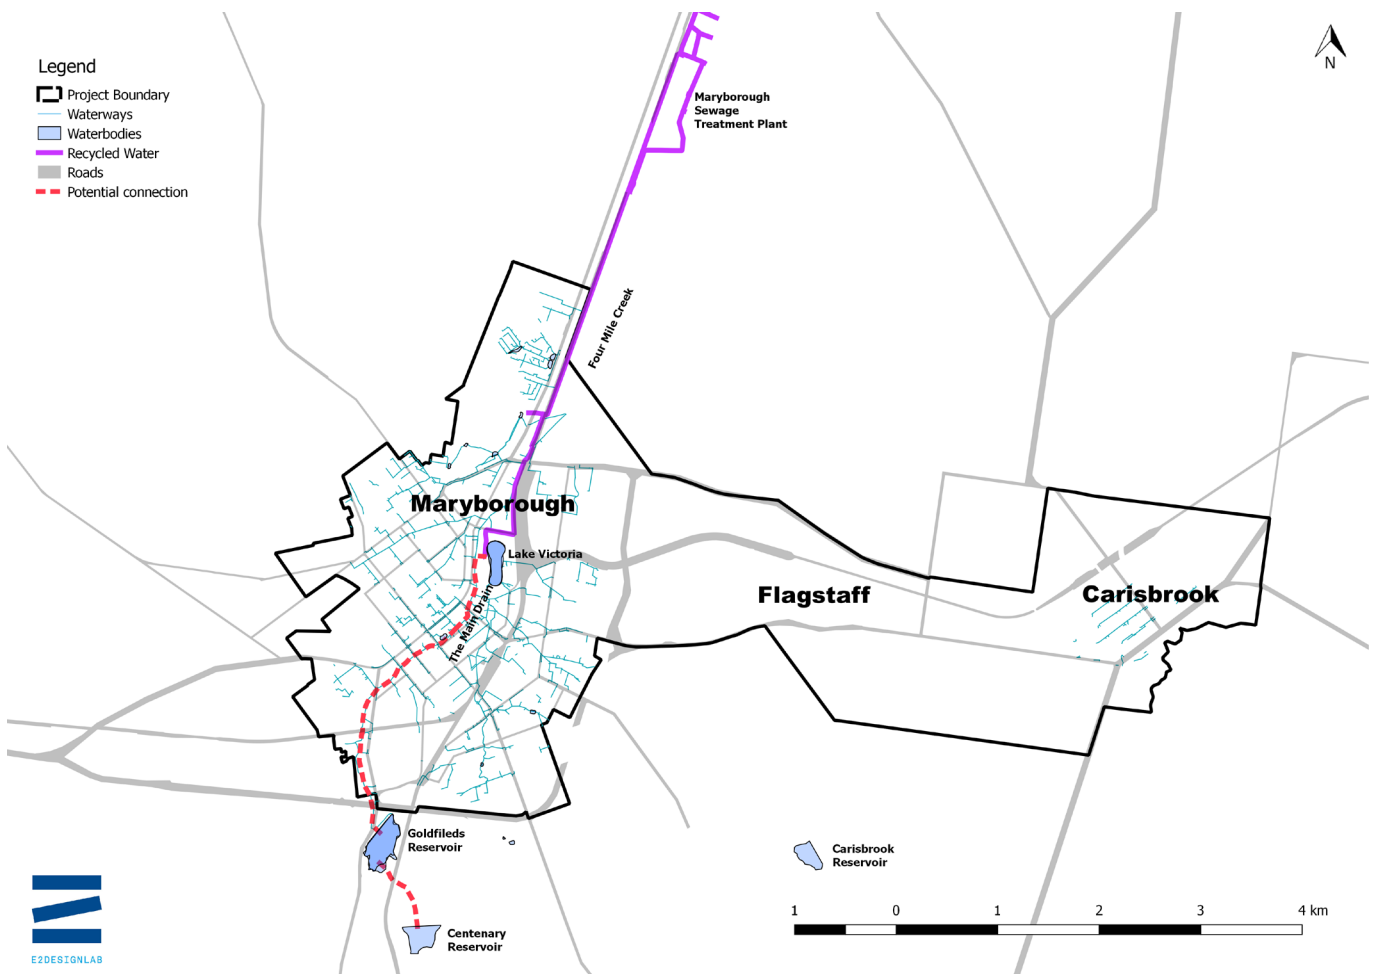 Legend
Project Boundary
Waterways
Waterbodies
Recycled Water
Roads
Potential connection
N
Maryborough
Sewage
Treatment Plant
Four Mile Creek
Maryborough
Lake Victoria
The Main Drain
Flagstaff
Carisbrook
Goldfileds
Reservoir
Carisbrook
Reservoir
Centenary
Reservoir
1 0 1 2 3 4 km
E2DESIGNLAB